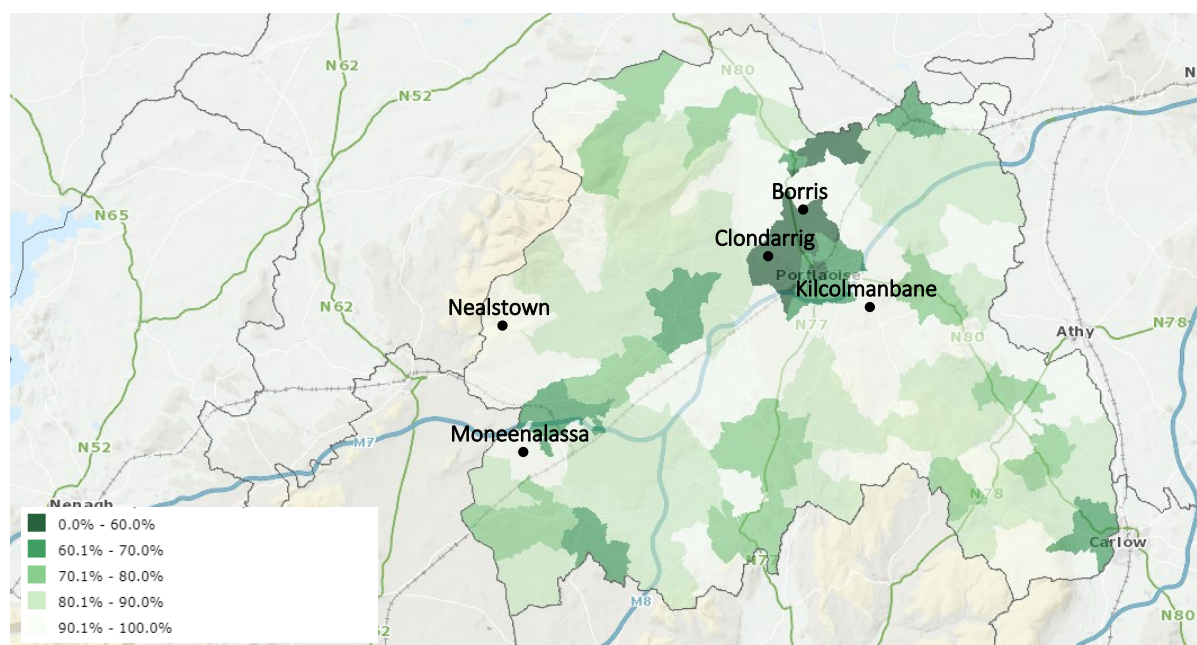 N62
N80
N
N52
N65
Borris
Clondarrig
Portlaoise
Kilcolmanbane
Nealstown
N62
N77
N80
Athy
N78
N52
M7
Moneenalassa
N78
Nenagh
Carlow
N77
M8
N80
62
0.0% - 60.0%
60.1% - 70.0%
70.1% - 80.0%
80.1% - 90.0%
90.1% - 100.0%